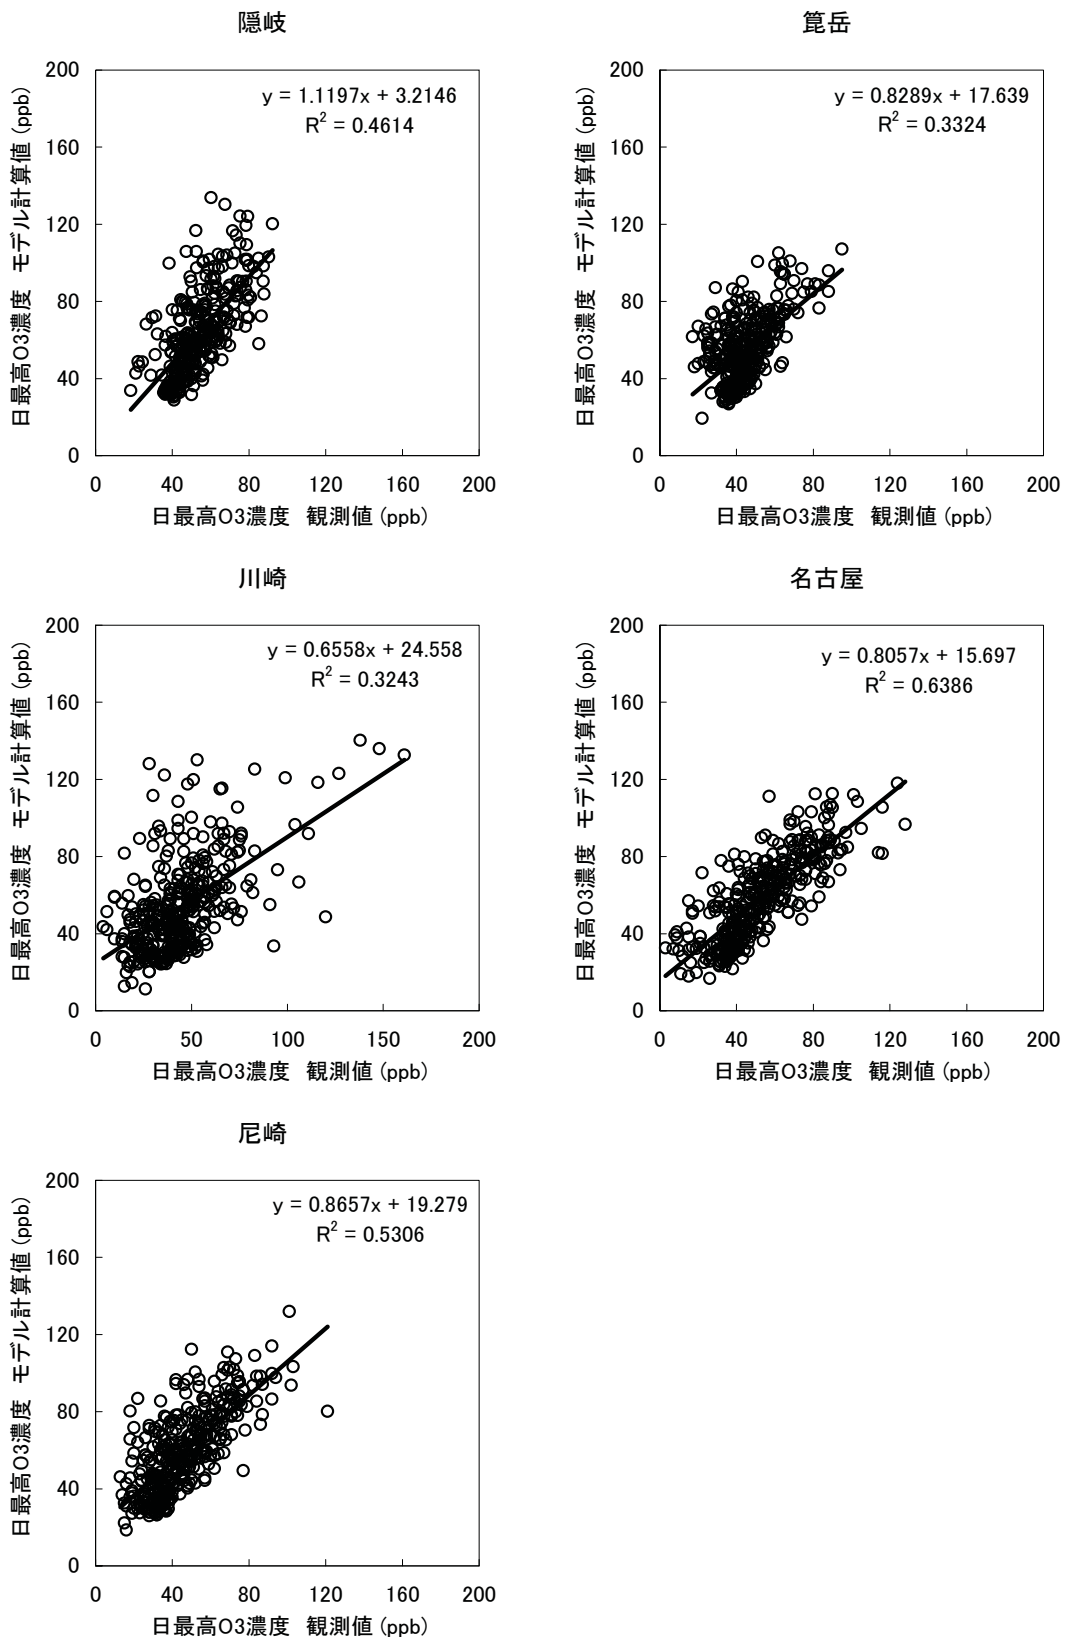 隠岐
200
160
120
80
40
0
日最高O3濃度 モデル計算値 (ppb)
y = 1.1197x + 3.2146
R² = 0.4614
0 40 80 120 160 200
日最高O3濃度 観測値 (ppb)
箟岳
200
160
120
80
40
0
日最高O3濃度 モデル計算値 (ppb)
y = 0.8289x + 17.639
R² = 0.3324
0 40 80 120 160 200
日最高O3濃度 観測値 (ppb)
川崎
200
160
120
80
40
0
日最高O3濃度 モデル計算値 (ppb)
y = 0.6558x + 24.558
R² = 0.3243
0 50 100 150 200
日最高O3濃度 観測値 (ppb)
名古屋
200
160
120
80
40
0
日最高O3濃度 モデル計算値 (ppb)
y = 0.8057x + 15.697
R² = 0.6386
0 40 80 120 160 200
日最高O3濃度 観測値 (ppb)
尼崎
200
160
120
80
40
0
日最高O3濃度 モデル計算値 (ppb)
y = 0.8657x + 19.279
R² = 0.5306
0 40 80 120 160 200
日最高O3濃度 観測値 (ppb)